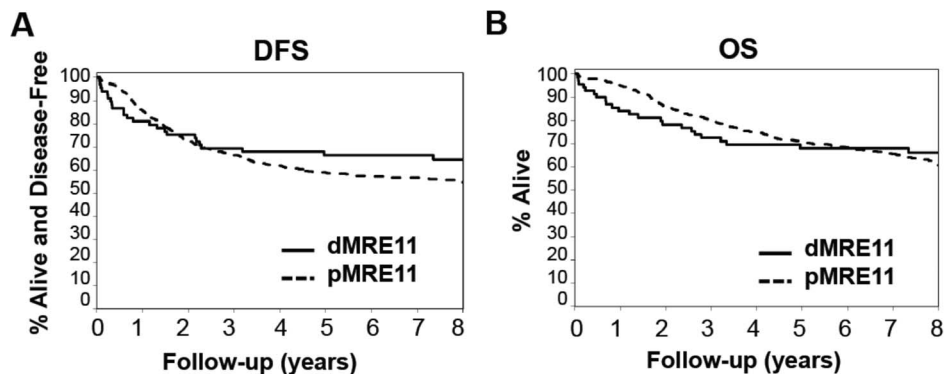 A
DFS
% Alive and Disease-Free
100
90
80
70
60
50
40
30
20
10
0
dMRE11
pMRE11
0 1 2 3 4 5 6 7 8
Follow-up (years)
B
OS
% Alive
100
90
80
70
60
50
40
30
20
10
0
dMRE11
pMRE11
0 1 2 3 4 5 6 7 8
Follow-up (years)